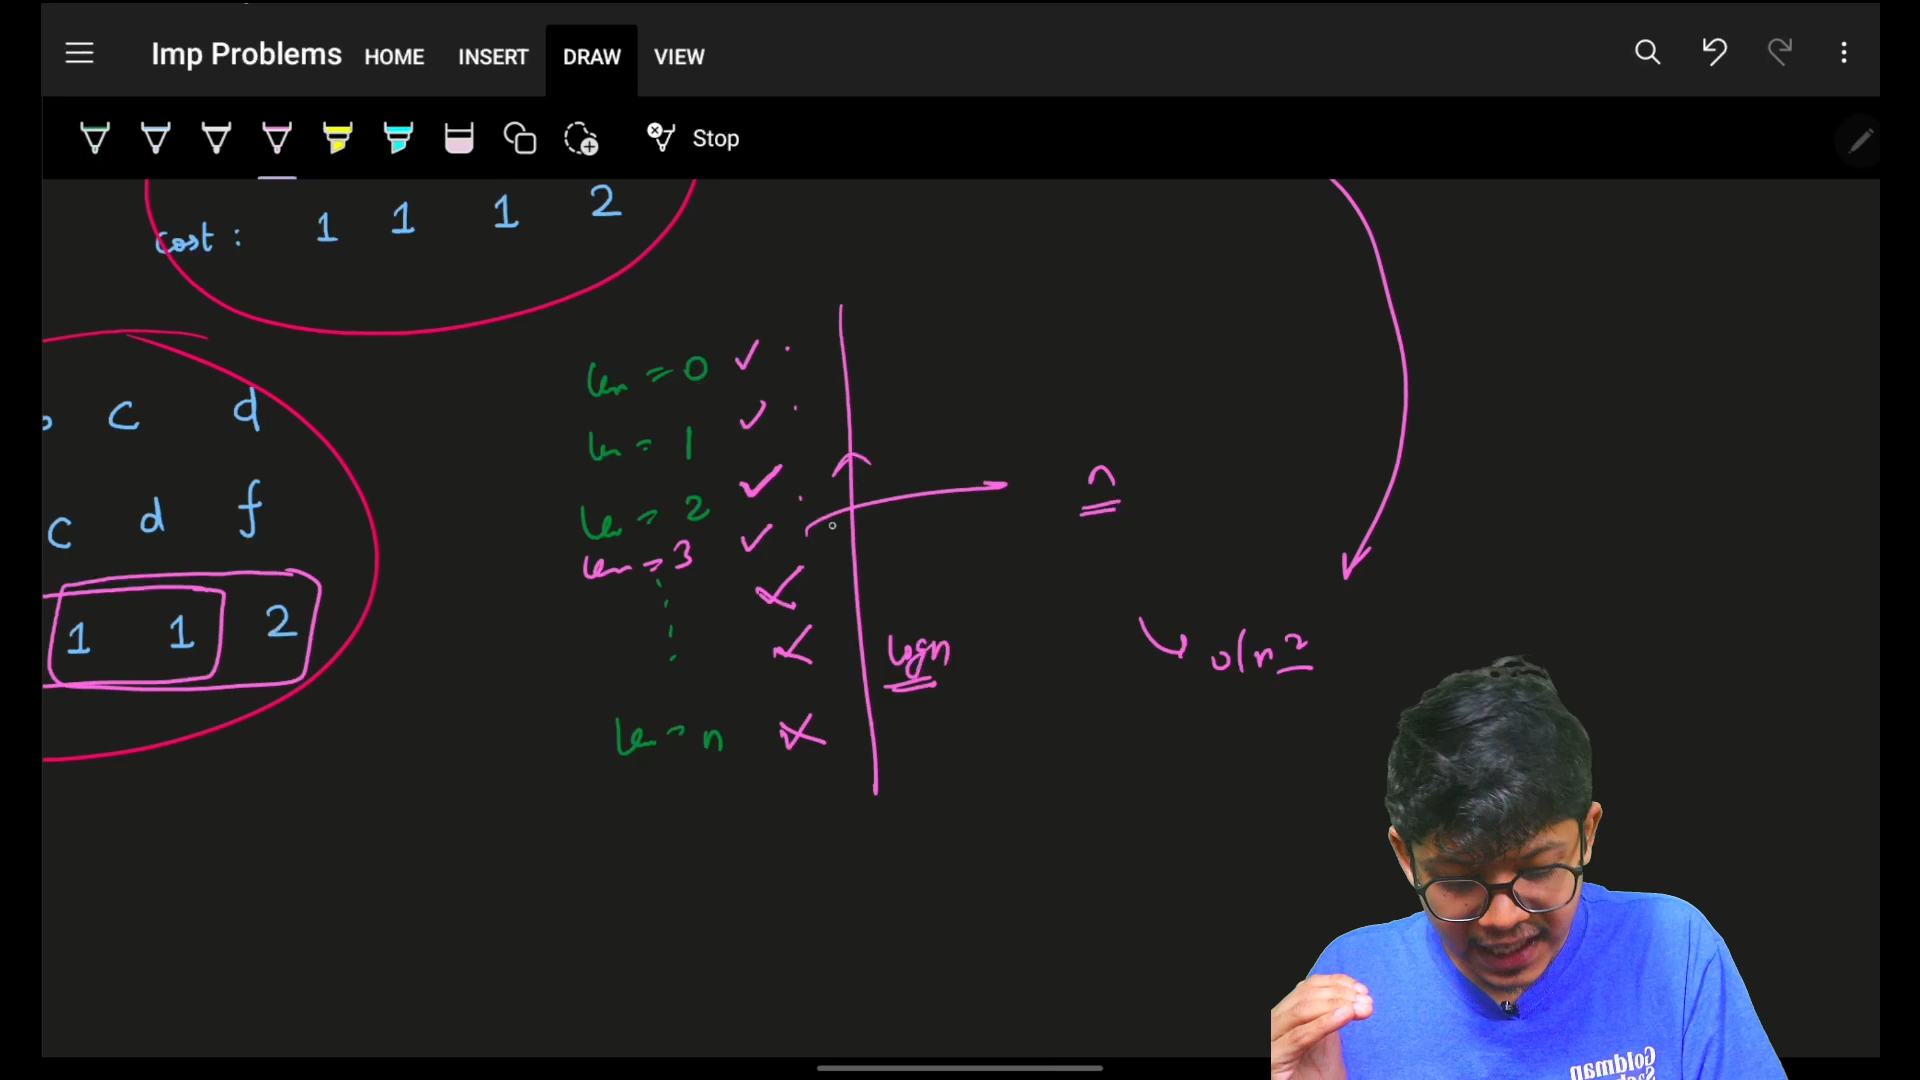 Imp Problems HOME INSERT DRAW VIEW
Stop
cost : 1 1 1 2
len = 0
len = 1
len = 2
len = 3
len = n
c d
c d f
1 1 2
n
logn
O(n2
Goldman